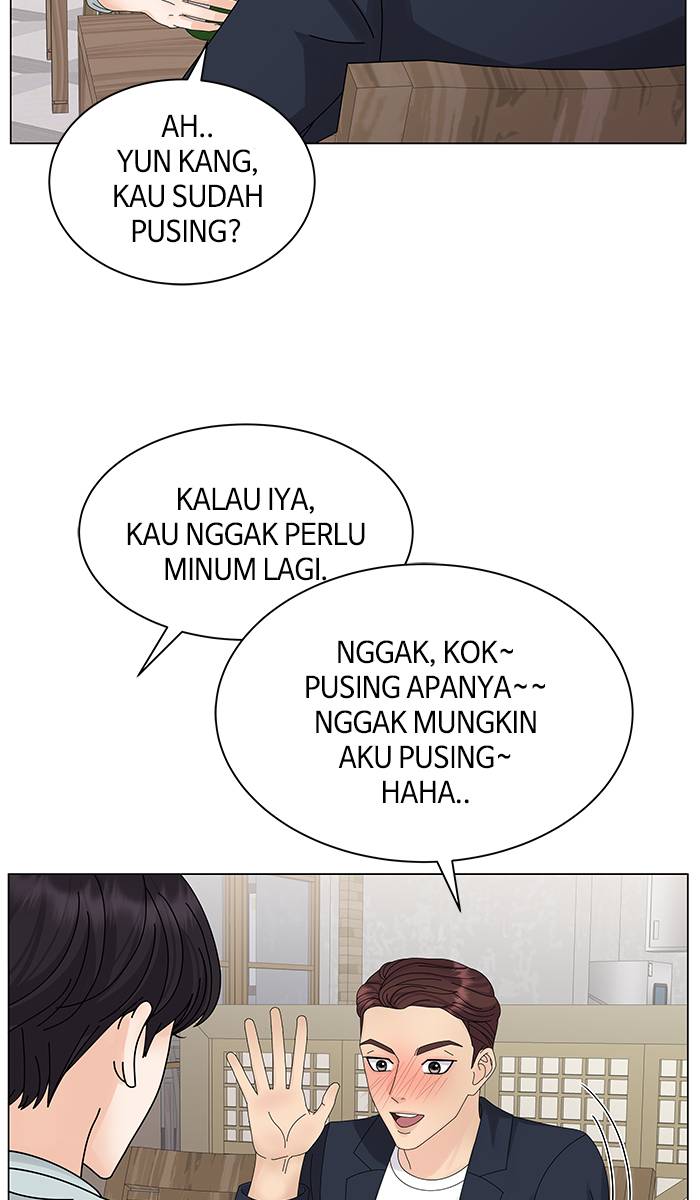 AH..
YUN KANG,
KAU SUDAH
PUSING?
KALAU IYA,
KAU NGGAK PERLU
MINUM LAGI.
NGGAK, KOK~
PUSING APANYA~~
NGGAK MUNGKIN
AKU PUSING~
HAHA..